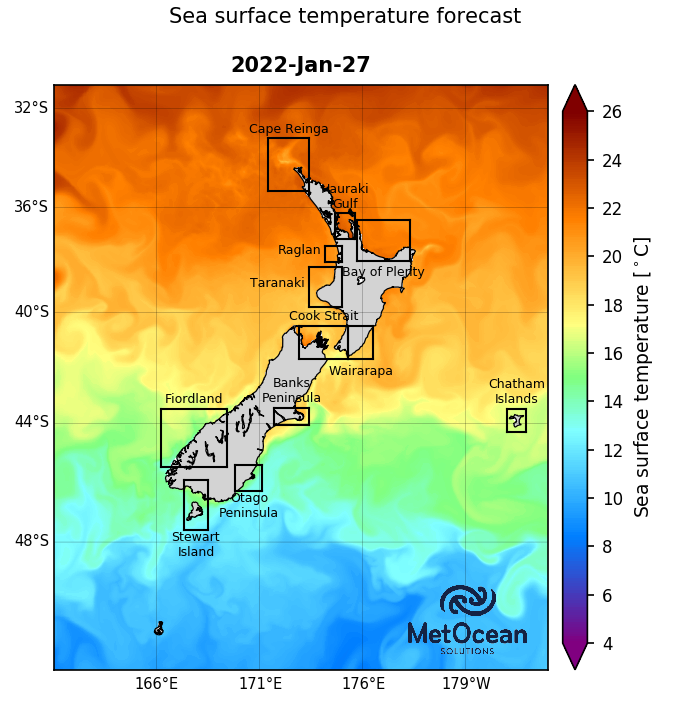 Sea surface temperature forecast
2022-Jan-27
32°S
36°S
40°S
44°S
48°S
Cape Reinga
Hauraki
Gulf
Raglan
Bay of Plenty
Taranaki
Cook Strait
Wairarapa
Banks
Peninsula
Fiordland
Chatham
Islands
Otago
Peninsula
Stewart
Island
MetOcean
SOLUTIONS
166°E
171°E
176°E
179°W
26
24
22
20
18
16
14
12
10
8
6
4
Sea surface temperature [°C]